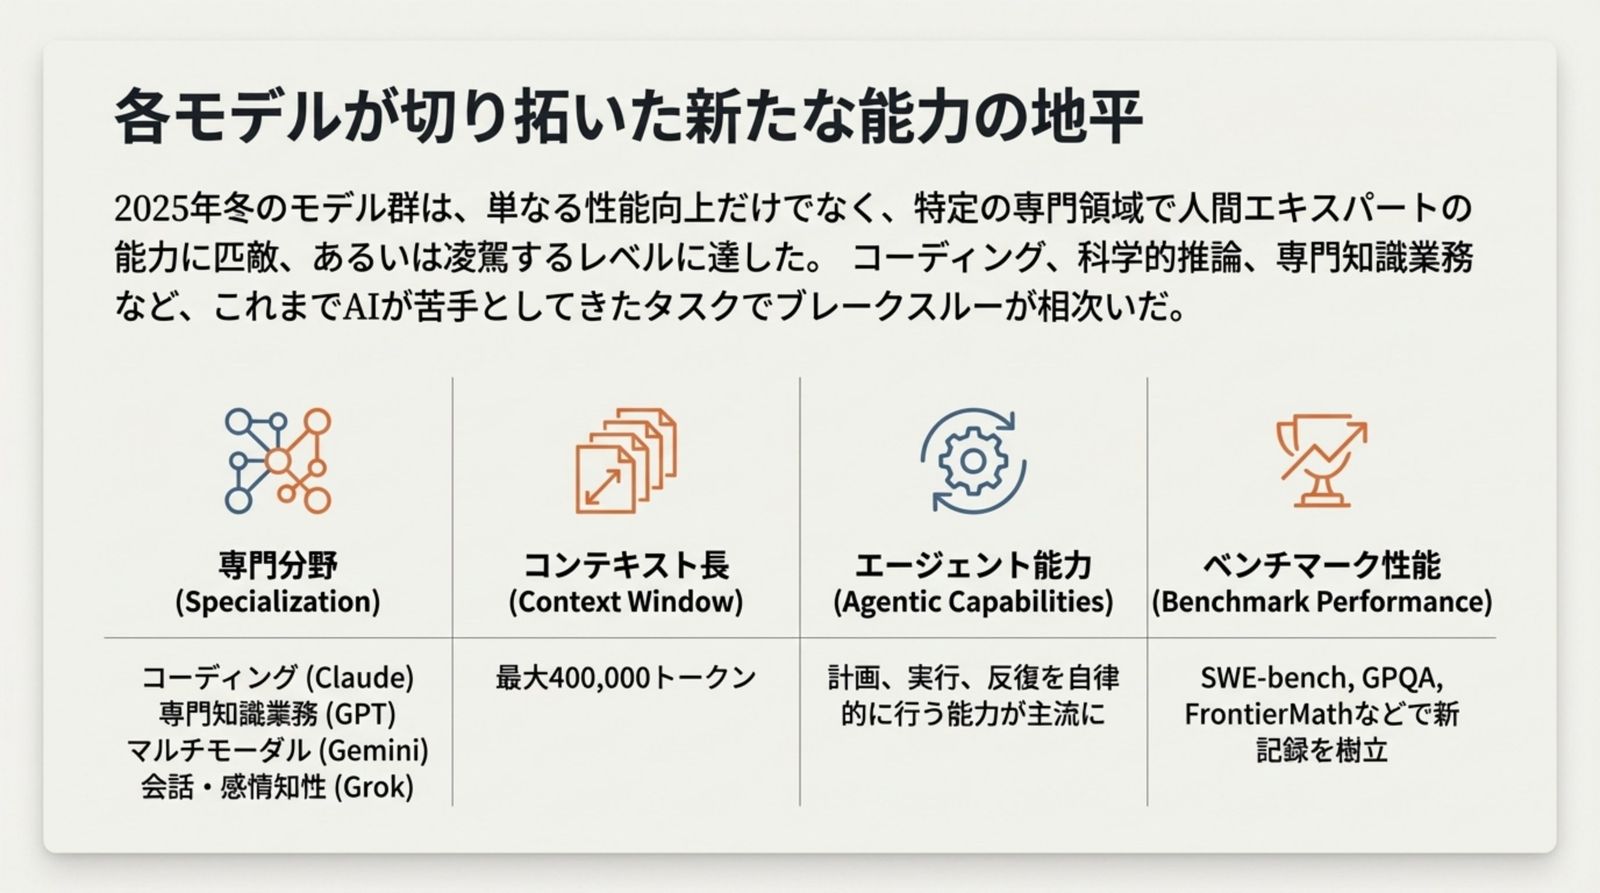 各モデルが切り拓いた新たな能力の地平
2025年冬のモデル群は、単なる性能向上だけでなく、特定の専門領域で人間エキスパートの
能力に匹敵、あるいは凌駕するレベルに達した。 コーディング、科学的推論、専門知識業務
など、これまでAIが苦手としてきたタスクでブレークスルーが相次いだ。
専門分野
(Specialization)
コーディング (Claude)
専門知識業務 (GPT)
マルチモーダル (Gemini)
会話・感情知性 (Grok)
コンテキスト長
(Context Window)
最大400,000トークン
エージェント能力
(Agentic Capabilities)
計画、実行、反復を自律
的に行う能力が主流に
ベンチマーク性能
(Benchmark Performance)
SWE-bench, GPQA,
FrontierMathなどで新
記録を樹立